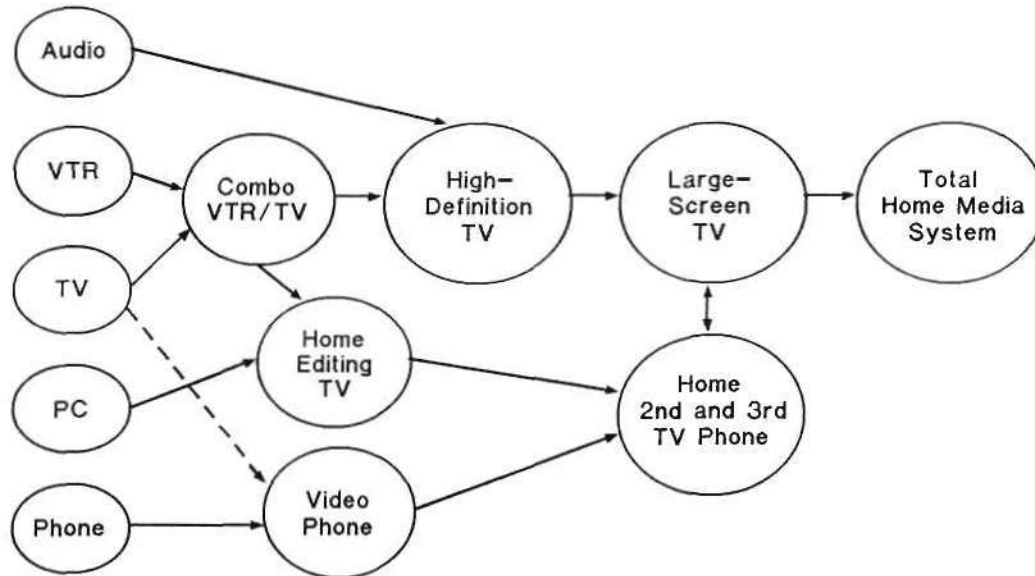 Audio
VTR
TV
PC
Phone
Combo
VTR/TV
Home
Editing
TV
Video
Phone
High-
Definition
TV
Large-
Screen
TV
Home
2nd and 3rd
TV Phone
Total
Home Media
System